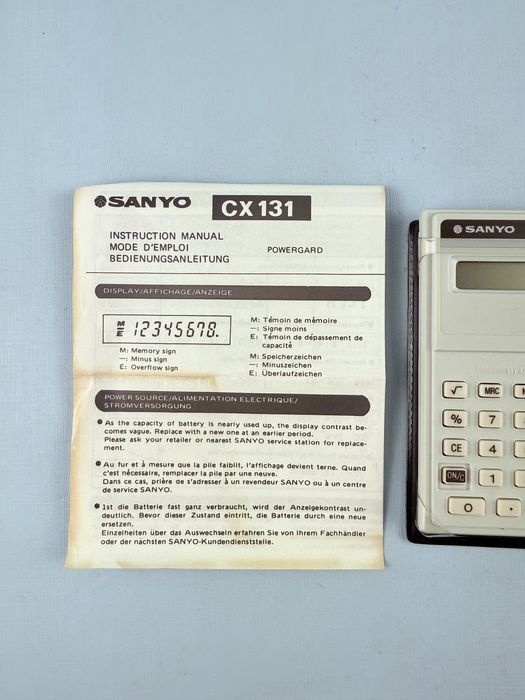 SANYO CX 131
INSTRUCTION MANUAL
MODE D'EMPLOI
BEDIENUNGSANLEITUNG
POWERGARD
DISPLAY/AFFICHAGE/ANZEIGE
M
−
E
12345678.
M: Memory sign
—: Minus sign
E: Overflow sign
M: Témoin de mémoire
—: Signe moins
E: Témoin de dépassement de
capacité
M: Speicherzeichen
—: Minuszeichen
E: Überlaufzeichen
POWER SOURCE/ALIMENTATION ELECTRIQUE/
STROMVERSORGUNG
● As the capacity of battery is nearly used up, the display contrast be-
comes vague. Replace with a new one at an earlier period.
Please ask your retailer or nearest SANYO service station for replace-
ment.
● Au fur et à mesure que la pile faiblit, l'affichage devient terne. Quand
c'est nécessaire, remplacer la pile par une neuve.
Dans ce cas, prière de s'adresser à un revendeur SANYO ou à un centre
de service SANYO.
● Ist die Batterie fast ganz verbraucht, wird der Anzeigekontrast un-
deutlich. Bevor dieser Zustand eintritt, die Batterie durch eine neue
ersetzen.
Einzelheiten über das Auswechseln erfahren Sie von Ihrem Fachhändler
oder der nächsten SANYO-Kundendienststelle.
SANYO
√ MRC
% 7
CE 4
ON/C 1
0 .